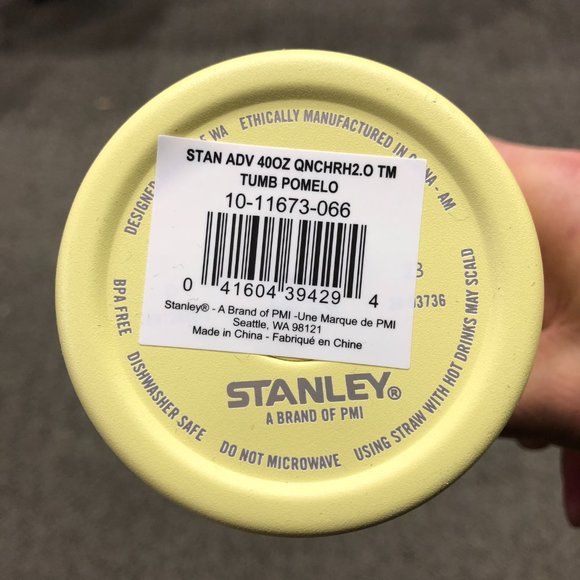 STAN ADV 40OZ QNCHRH2.O TM
TUMB POMELO
10-11673-066
0 41604 39429 4
Stanley® - A Brand of PMI -Une Marque de PMI
Seattle, WA 98121
Made in China - Fabriqué en Chine
WA ETHICALLY MANUFACTURED IN
- AM
BPA FREE
DISHWASHER SAFE
DO NOT MICROWAVE
USING STRAW WITH HOT DRINKS MAY SCALD
03736
STANLEY®
A BRAND OF PMI